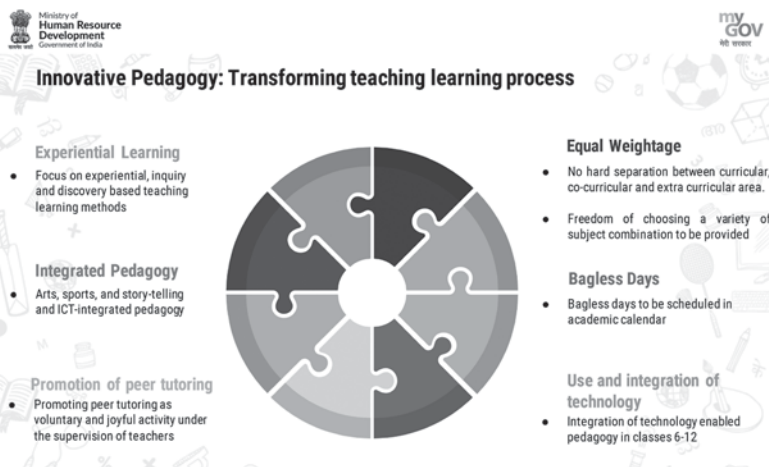 Ministry of
Human Resource
Development
Government of India
my
GOV
मेरी सरकार
Innovative Pedagogy: Transforming teaching learning process
Experiential Learning
● Focus on experiential, inquiry
and discovery based teaching
learning methods
Integrated Pedagogy
● Arts, sports, and story-telling
and ICT-integrated pedagogy
Promotion of peer tutoring
● Promoting peer tutoring as
voluntary and joyful activity under
the supervision of teachers
Equal Weightage
● No hard separation between curricular,
co-curricular and extra curricular area.
● Freedom of choosing a variety of
subject combination to be provided
Bagless Days
● Bagless days to be scheduled in
academic calendar
Use and integration of
technology
● Integration of technology enabled
pedagogy in classes 6-12